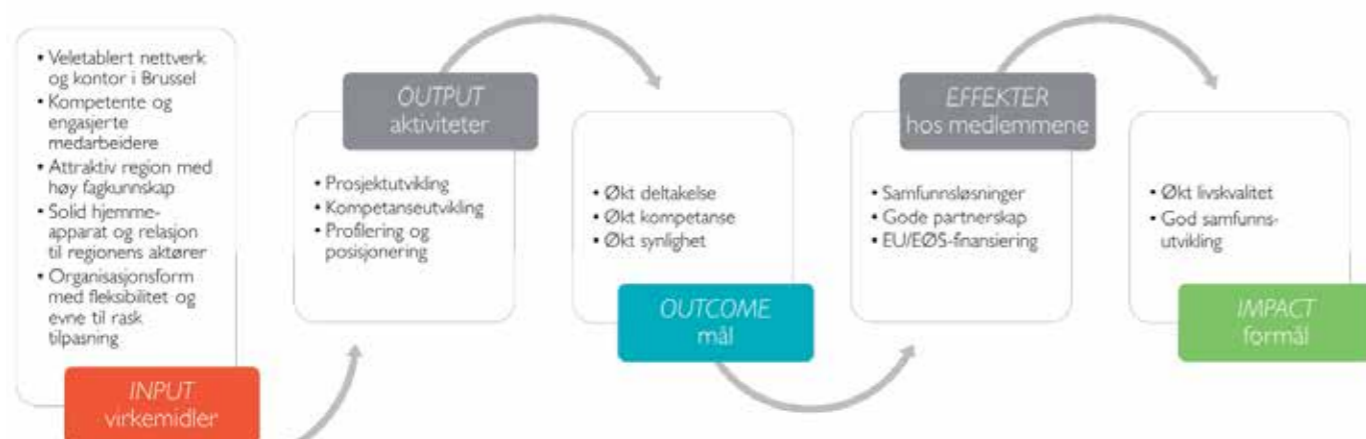 • Veletablert nettverk
og kontor i Brussel
• Kompetente og
engasjerte
medarbeidere
• Attraktiv region med
høy fagkunnskap
• Solid hjemme-
apparat og relasjon
til regionens aktører
• Organisasjonsform
med fleksibilitet og
evne til rask
tilpasning
INPUT
virkemidler
OUTPUT
aktiviteter
• Prosjektutvikling
• Kompetanseutvikling
• Profilering og
posisjonering
• Økt deltakelse
• Økt kompetanse
• Økt synlighet
OUTCOME
mål
EFFEKTER
hos medlemmene
• Samfunnsløsninger
• Gode partnerskap
• EU/EØS-finansiering
• Økt livskvalitet
• God samfunns-
utvikling
IMPACT
formål